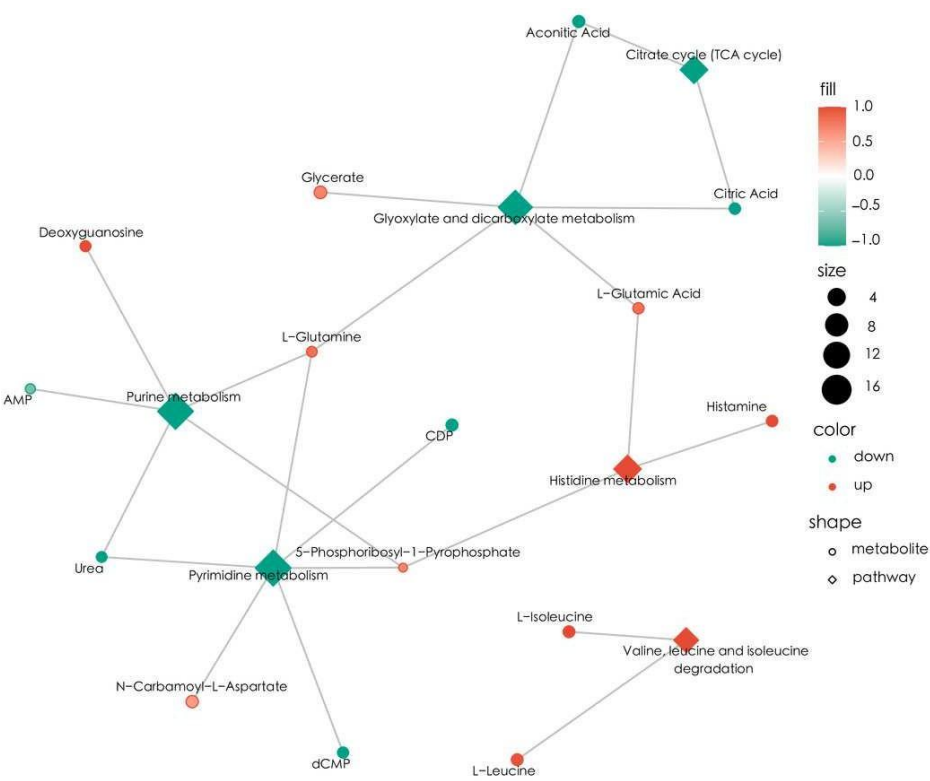 Aconitic Acid
Citrate cycle (TCA cycle)
Glycerate
Citric Acid
Glyoxylate and dicarboxylate metabolism
Deoxyguanosine
L−Glutamic Acid
L−Glutamine
AMP
Purine metabolism
Histamine
CDP
Histidine metabolism
5−Phosphoribosyl−1−Pyrophosphate
Urea
Pyrimidine metabolism
L−Isoleucine
Valine, leucine and isoleucine
degradation
N−Carbamoyl−L−Aspartate
dCMP
L−Leucine
fill
1.0
0.5
0.0
−0.5
−1.0
size
4
8
12
16
color
down
up
shape
metabolite
pathway